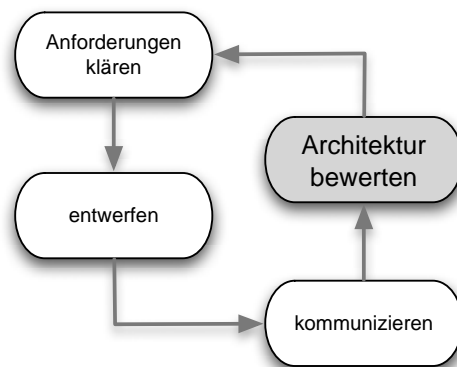 Anforderungen
klären
Architektur
bewerten
entwerfen
kommunizieren